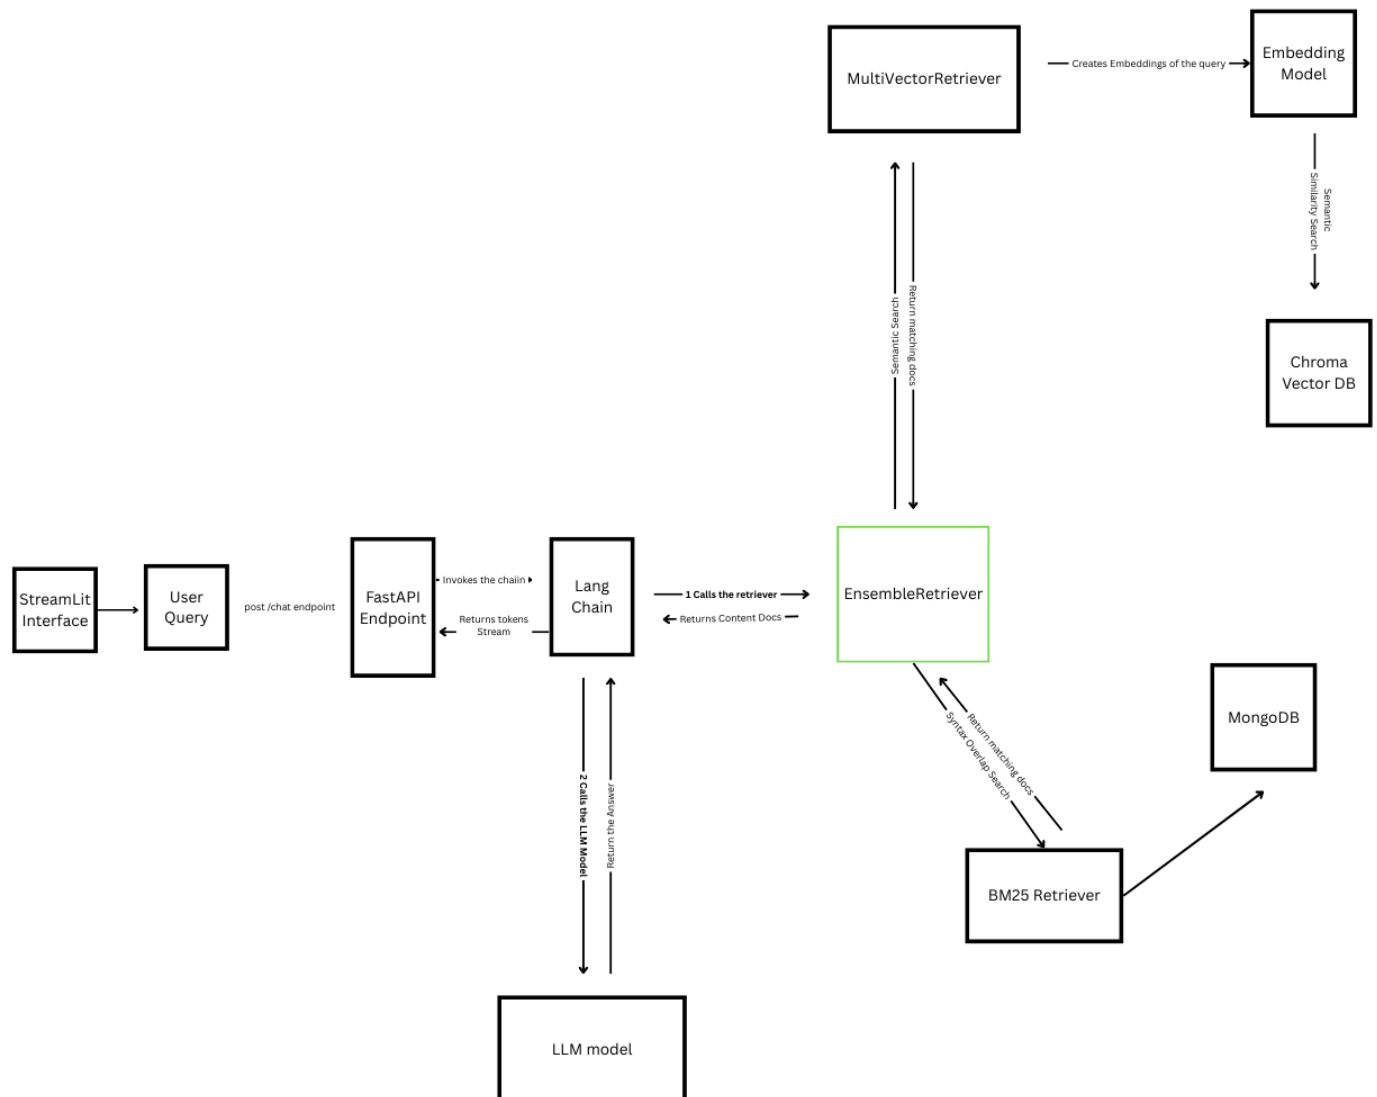 Embedding
Model
MultiVectorRetriever
Creates Embeddings of the query
Semantic
Similarity Search
Chroma
Vector DB
Semantic Search
Return matching docs
StreamLit
Interface
User
Query
post /chat endpoint
FastAPI
Endpoint
Invokes the chaiin
Returns tokens
Stream
Lang
Chain
1 Calls the retriever
Returns Content Docs
EnsembleRetriever
Return matching docs
Syntax Overlap Search
MongoDB
BM25 Retriever
2 Calls the LLM Model
Return the Answer
LLM model